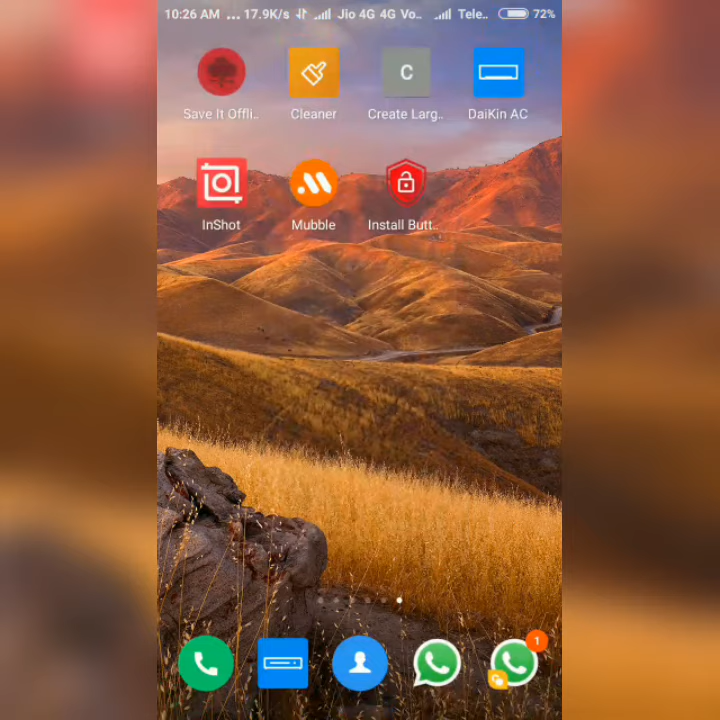 10:26 AM ... 17.9K/s Jio 4G 4G Vo.. Tele.. 72%
Save It Offli.. Cleaner Create Larg.. DaiKin AC
C
InShot Mubble Install Butt..
1